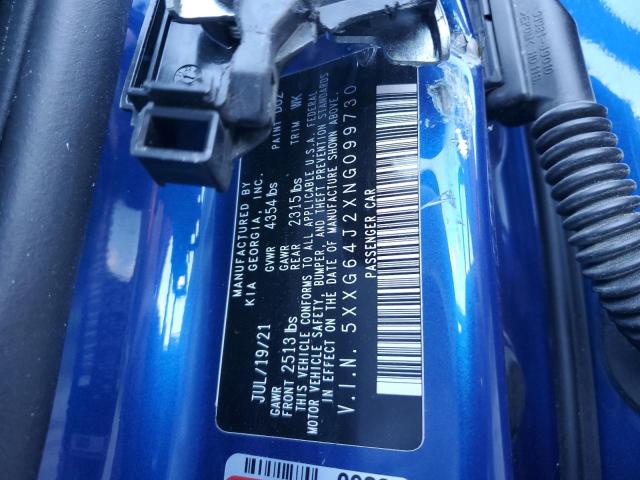 MANUFACTURED BY
KIA GEORGIA, INC.
JUL/19/21 GVWR 4354 lbs PAINT DU2
GAWR GAWR
FRONT 2513 lbs REAR 2315 lbs TRIM WK
THIS VEHICLE CONFORMS TO ALL APPLICABLE U.S.A. FEDERAL
MOTOR VEHICLE SAFETY, BUMPER, AND THEFT PREVENTION STANDARDS
IN EFFECT ON THE DATE OF MANUFACTURE SHOWN ABOVE.
V.I.N. 5XXG64J2XNG099730
PASSENGER CAR